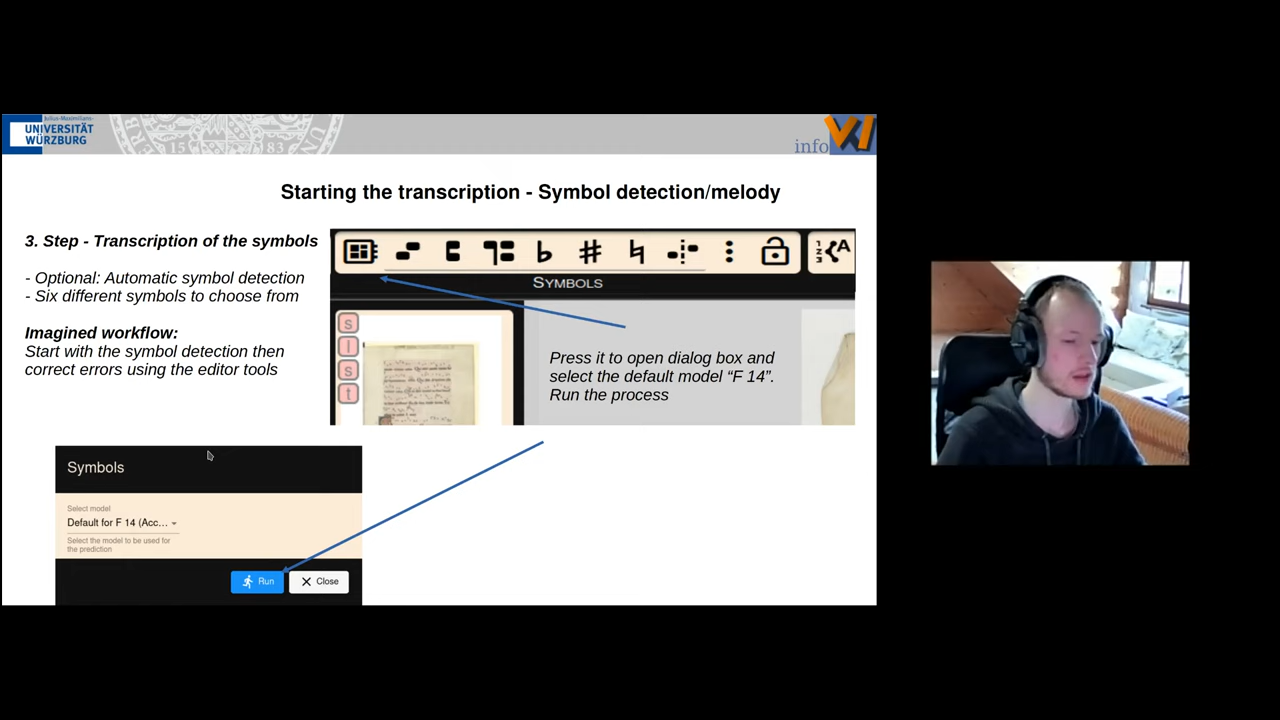 Julius-Maximilians-
UNIVERSITÄT
WÜRZBURG
15 83
info
Starting the transcription - Symbol detection/melody
3. Step - Transcription of the symbols
- Optional: Automatic symbol detection
- Six different symbols to choose from
Imagined workflow:
Start with the symbol detection then
correct errors using the editor tools
SYMBOLS
s
l
s
t
Press it to open dialog box and
select the default model “F 14”.
Run the process
Symbols
Select model
Default for F 14 (Acc...
Select the model to be used for
the prediction
Run
Close